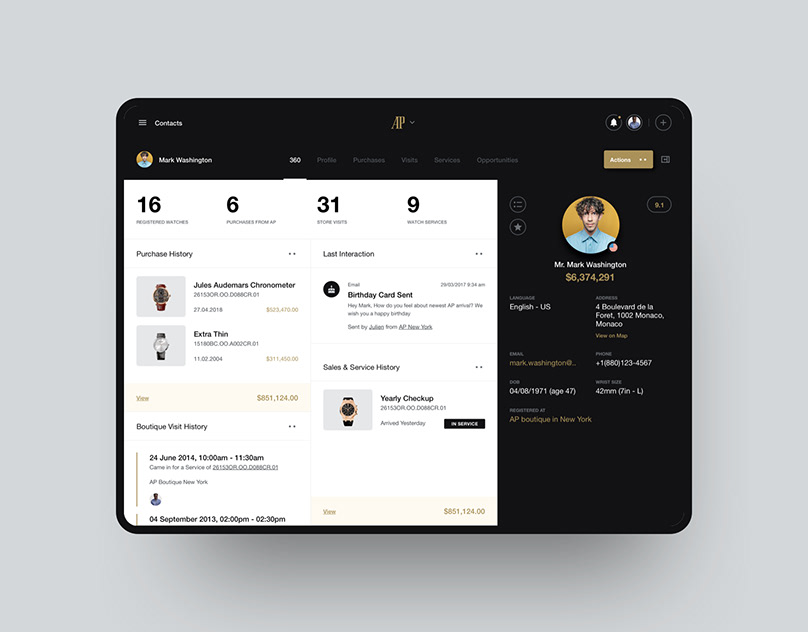 Contacts
AP
Mark Washington
360
Profile
Purchases
Visits
Services
Opportunities
Actions
16
REGISTERED WATCHES
6
PURCHASES FROM AP
31
STORE VISITS
9
WATCH SERVICES
Purchase History
Jules Audemars Chronometer
26153OR.OO.D088CR.01
27.04.2018
$523,470.00
Extra Thin
15180BC.OO.A002CR.01
11.02.2004
$311,450.00
View
$851,124.00
Boutique Visit History
24 June 2014, 10:00am - 11:30am
Came in for a Service of 26153OR.OO.D088CR.01
AP Boutique New York
04 September 2013, 02:00pm - 02:30pm
Last Interaction
Email
29/03/2017 9:34 am
Birthday Card Sent
Hey Mark, How do you feel about newest AP arrival? We
wish you a happy birthday
Sent by Julian from AP New York
Sales & Service History
Yearly Checkup
26153OR.OO.D088CR.01
Arrived Yesterday
IN SERVICE
View
$851,124.00
9.1
Mr. Mark Washington
$6,374,291
LANGUAGE
English - US
ADDRESS
4 Boulevard de la
Foret, 1002 Monaco,
Monaco
View on Map
EMAIL
mark.washington@..
PHONE
+1(880)123-4567
DOB
04/08/1971 (age 47)
WRIST SIZE
42mm (7in - L)
REGISTERED AT
AP boutique in New York